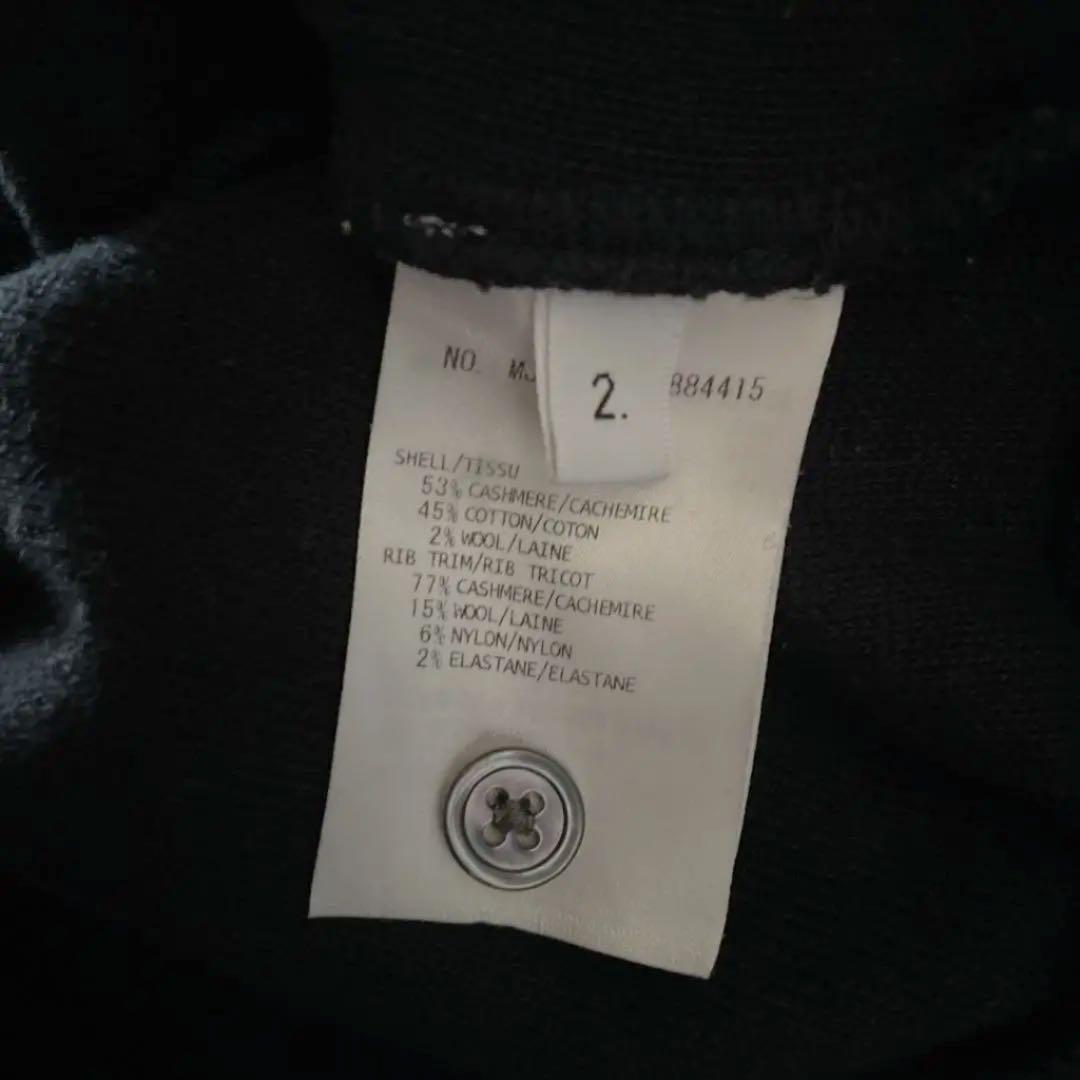 NO. 884415
2.
SHELL/TISSU
53% CASHMERE/CACHEMIRE
45% COTTON/COTON
2% WOOL/LAINE
RIB TRIM/RIB TRICOT
77% CASHMERE/CACHEMIRE
15% WOOL/LAINE
6% NYLON/NYLON
2% ELASTANE/ELASTANE